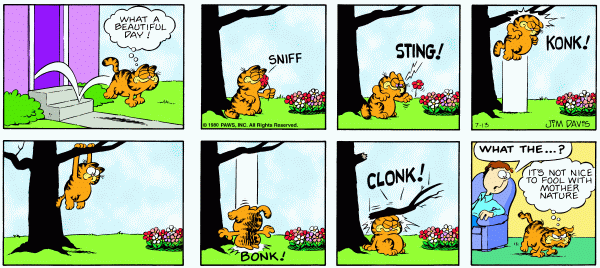 WHAT A
BEAUTIFUL
DAY!
SNIFF
© 1980 PAWS, INC. All Rights Reserved.
STING!
KONK!
7-13
JIM DAVIS
BONK!
CLONK!
WHAT THE...?
IT'S NOT NICE
TO FOOL WITH
MOTHER
NATURE